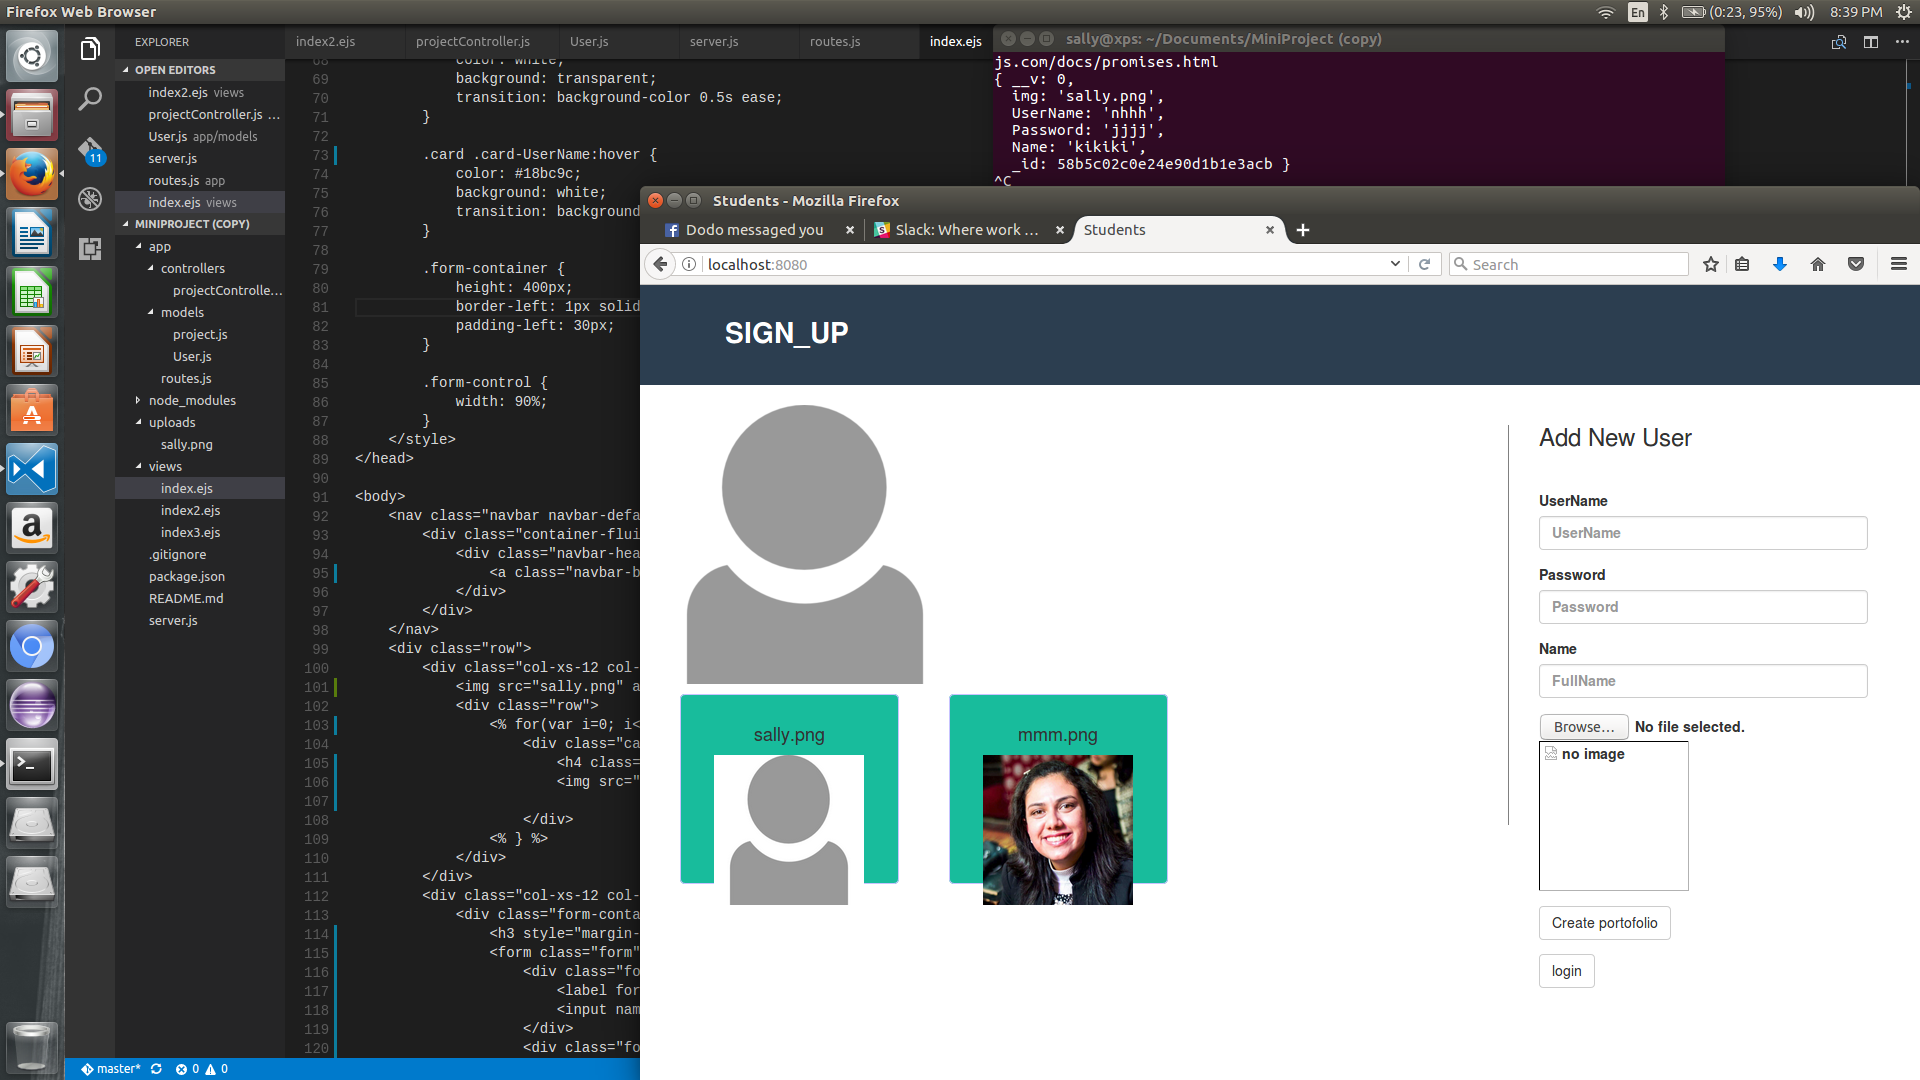 Firefox Web Browser
En
(0:23, 95%)
8:39 PM
EXPLORER
OPEN EDITORS
index2.ejs views
projectController.js ...
User.js app/models
server.js
routes.js app
index.ejs views
MINIPROJECT (COPY)
app
controllers
projectControlle...
models
project.js
User.js
routes.js
node_modules
uploads
sally.png
views
index.ejs
index2.ejs
index3.ejs
.gitignore
package.json
README.md
server.js
11
master*
0
0
index2.ejs
projectController.js
User.js
server.js
routes.js
index.ejs
68 color: white;
69 background: transparent;
70 transition: background-color 0.5s ease;
71 }
72
73 .card .card-UserName:hover {
74 color: #18bc9c;
75 background: white;
76 transition: background
77 }
78
79 .form-container {
80 height: 400px;
81 border-left: 1px solid
82 padding-left: 30px;
83 }
84
85 .form-control {
86 width: 90%;
87 }
88 </style>
89 </head>
90
91 <body>
92 <nav class="navbar navbar-defa
93 <div class="container-flui
94 <div class="navbar-hea
95 <a class="navbar-b
96 </div>
97 </div>
98 </nav>
99 <div class="row">
100 <div class="col-xs-12 col-
101 <img src="sally.png" a
102 <div class="row">
103 <% for(var i=0; i<
104 <div class="ca
105 <h4 class=
106 <img src="
107
108 </div>
109 <% } %>
110 </div>
111 </div>
112 <div class="col-xs-12 col-
113 <div class="form-conta
114 <h3 style="margin-
115 <form class="form"
116 <div class="fo
117 <label for
118 <input nam
119 </div>
120 <div class="fo
sally@xps: ~/Documents/MiniProject (copy)
js.com/docs/promises.html
{ __v: 0,
img: 'sally.png',
UserName: 'nhhh',
Password: 'jjjj',
Name: 'kikiki',
_id: 58b5c02c0e24e90d1b1e3acb }
^C
Students - Mozilla Firefox
Dodo messaged you
Slack: Where work ...
Students
localhost:8080
Search
SIGN_UP
sally.png
mmm.png
Add New User
UserName
UserName
Password
Password
Name
FullName
Browse...
No file selected.
no image
Create portofolio
login